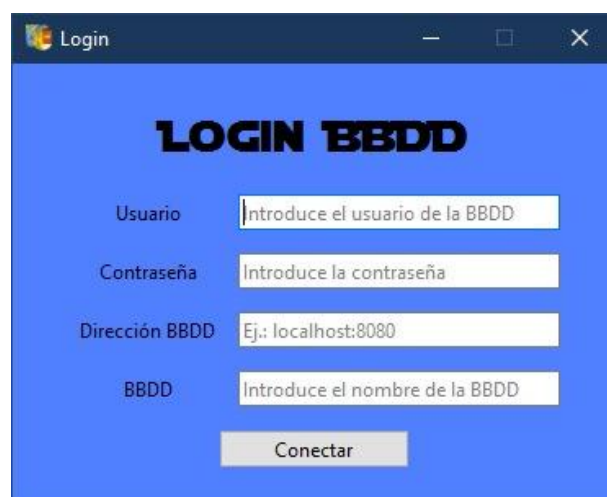 Login
LOGIN BBDD
Usuario
Introduce el usuario de la BBDD
Contraseña
Introduce la contraseña
Dirección BBDD
Ej.: localhost:8080
BBDD
Introduce el nombre de la BBDD
Conectar